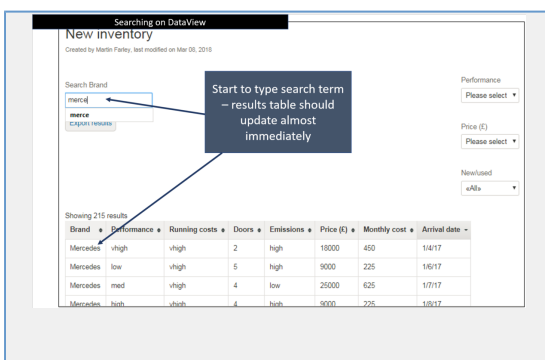 Searching on DataView
New inventory
Created by Martin Farley, last modified on Mar 08, 2018
Search Brand
merce
merce
Export results
Start to type search term
– results table should
update almost
immediately
Performance
Please select
Price (£)
Please select
New/used
«All»
Showing 215 results
Brand Performance Running costs Doors Emissions Price (£) Monthly cost Arrival date
Mercedes vhigh vhigh 2 high 18000 450 1/4/17
Mercedes low vhigh 5 high 9000 225 1/6/17
Mercedes med vhigh 4 low 25000 625 1/7/17
Mercedes high vhigh 4 high 9000 225 1/8/17